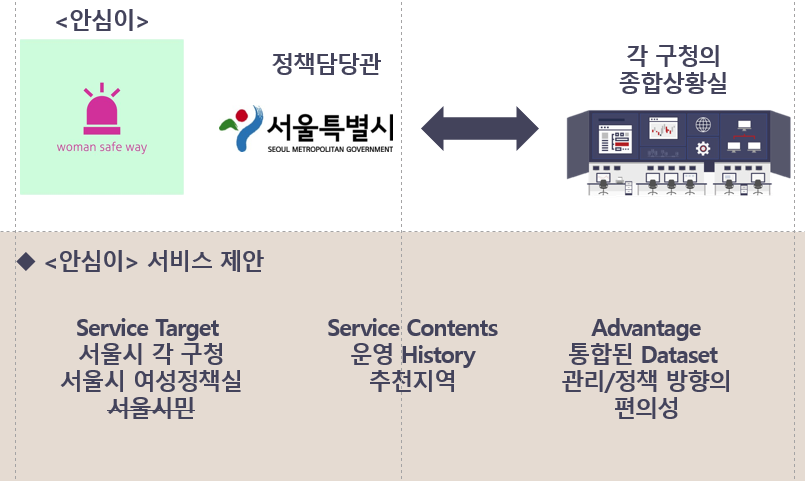 <안심이>
woman safe way
정책담당관
서울특별시
SEOUL METROPOLITAN GOVERNMENT
각 구청의
종합상황실
◆ <안심이> 서비스 제안
Service Target
서울시 각 구청
서울시 여성정책실
서울시민
Service Contents
운영 History
추천지역
Advantage
통합된 Dataset
관리/정책 방향의
편의성